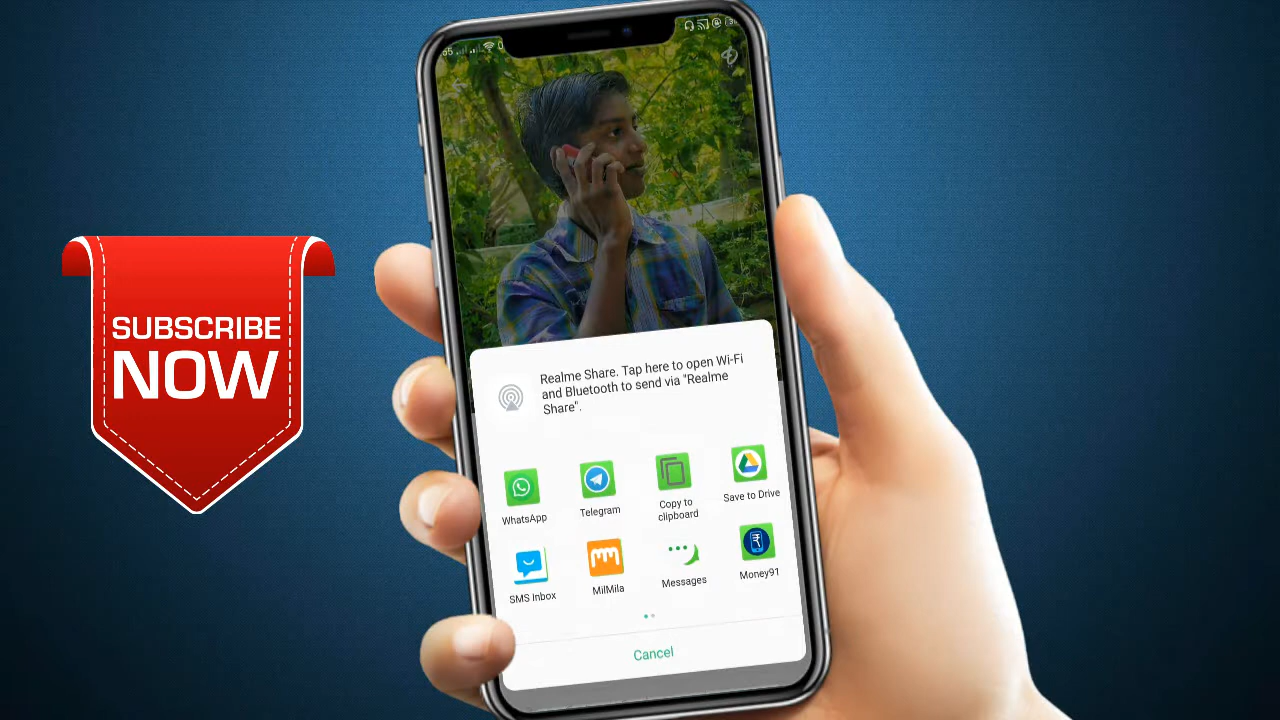 SUBSCRIBE
NOW
Realme Share. Tap here to open Wi-Fi
and Bluetooth to send via "Realme
Share".
WhatsApp
Telegram
Copy to
clipboard
Save to Drive
SMS Inbox
MilMila
Messages
Money91
Cancel